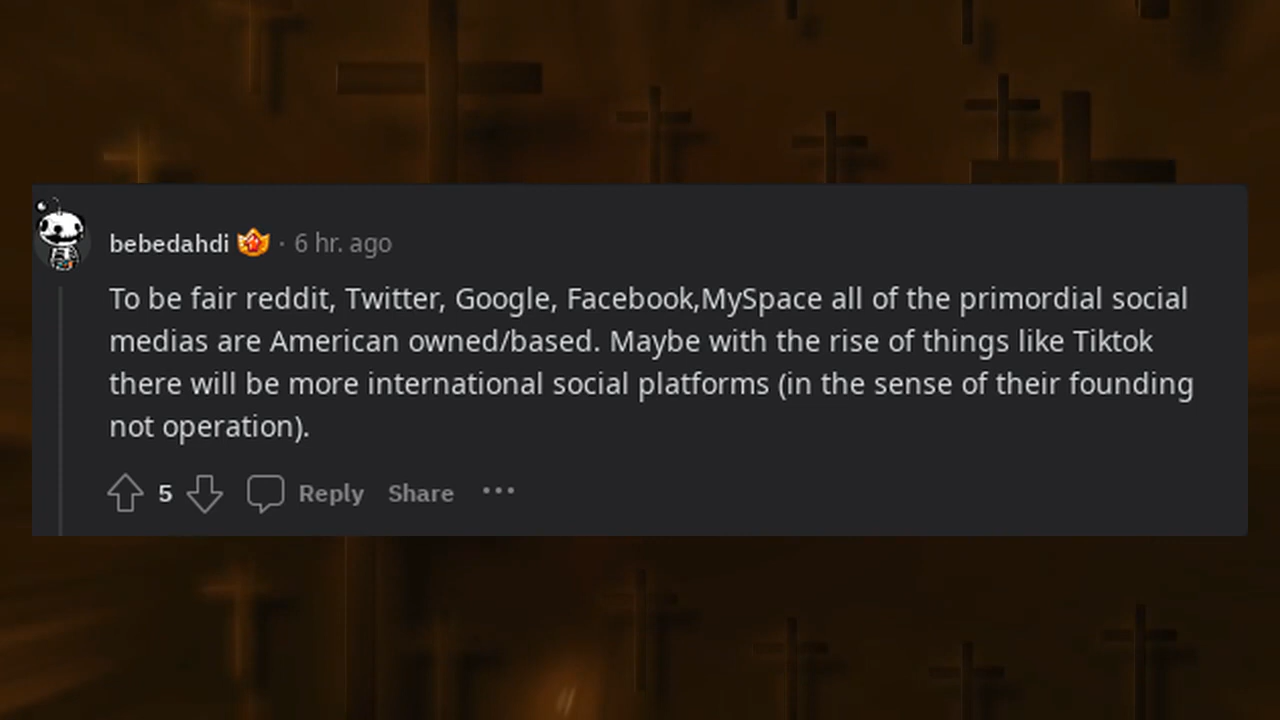 bebedahdi · 6 hr. ago
To be fair reddit, Twitter, Google, Facebook,MySpace all of the primordial social
medias are American owned/based. Maybe with the rise of things like Tiktok
there will be more international social platforms (in the sense of their founding
not operation).
5 Reply Share ···